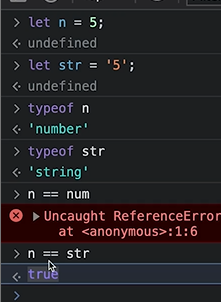 > let n = 5;
<· undefined
> let str = '5';
<· undefined
> typeof n
<· 'number'
> typeof str
<· 'string'
> n == num
Uncaught ReferenceError
at <anonymous>:1:6
> n == str
<· true
>